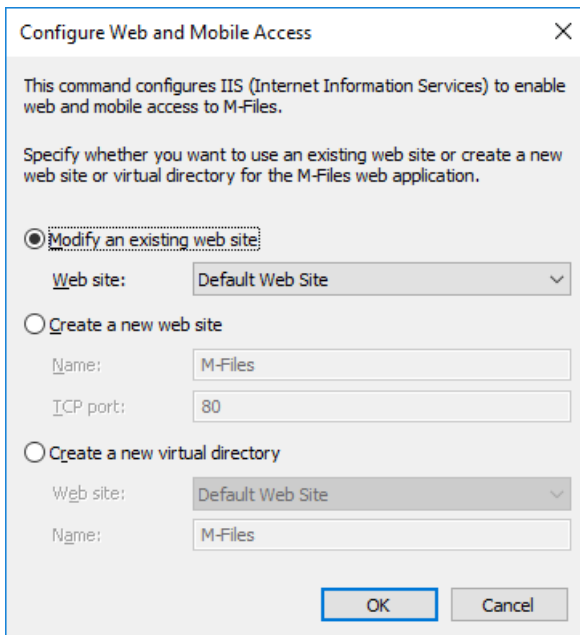 Configure Web and Mobile Access
This command configures IIS (Internet Information Services) to enable
web and mobile access to M-Files.
Specify whether you want to use an existing web site or create a new
web site or virtual directory for the M-Files web application.
Modify an existing web site
Web site: Default Web Site
Create a new web site
Name: M-Files
TCP port: 80
Create a new virtual directory
Web site: Default Web Site
Name: M-Files
OK Cancel